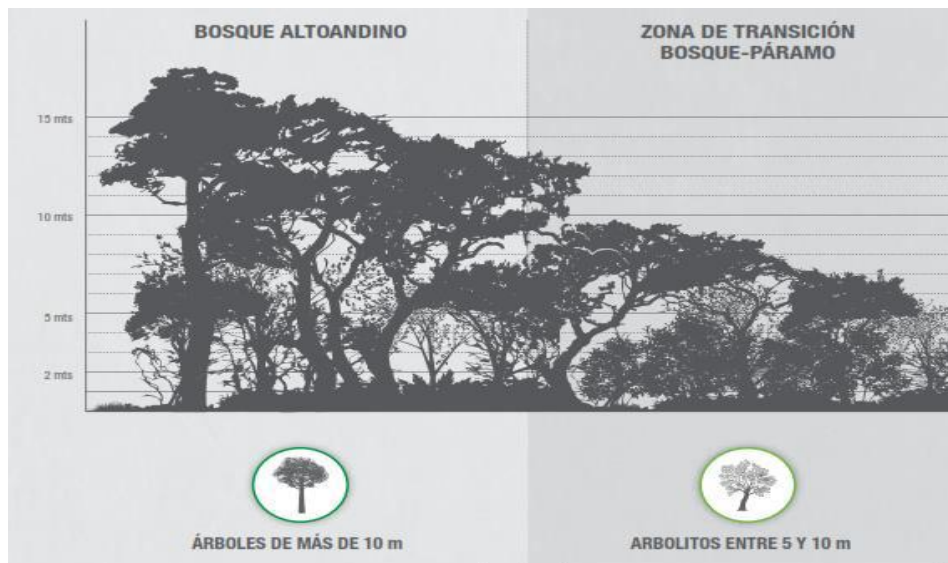 BOSQUE ALTOANDINO
ZONA DE TRANSICIÓN
BOSQUE-PÁRAMO
15 mts
10 mts
5 mts
2 mts
ÁRBOLES DE MÁS DE 10 m
ARBOLITOS ENTRE 5 Y 10 m